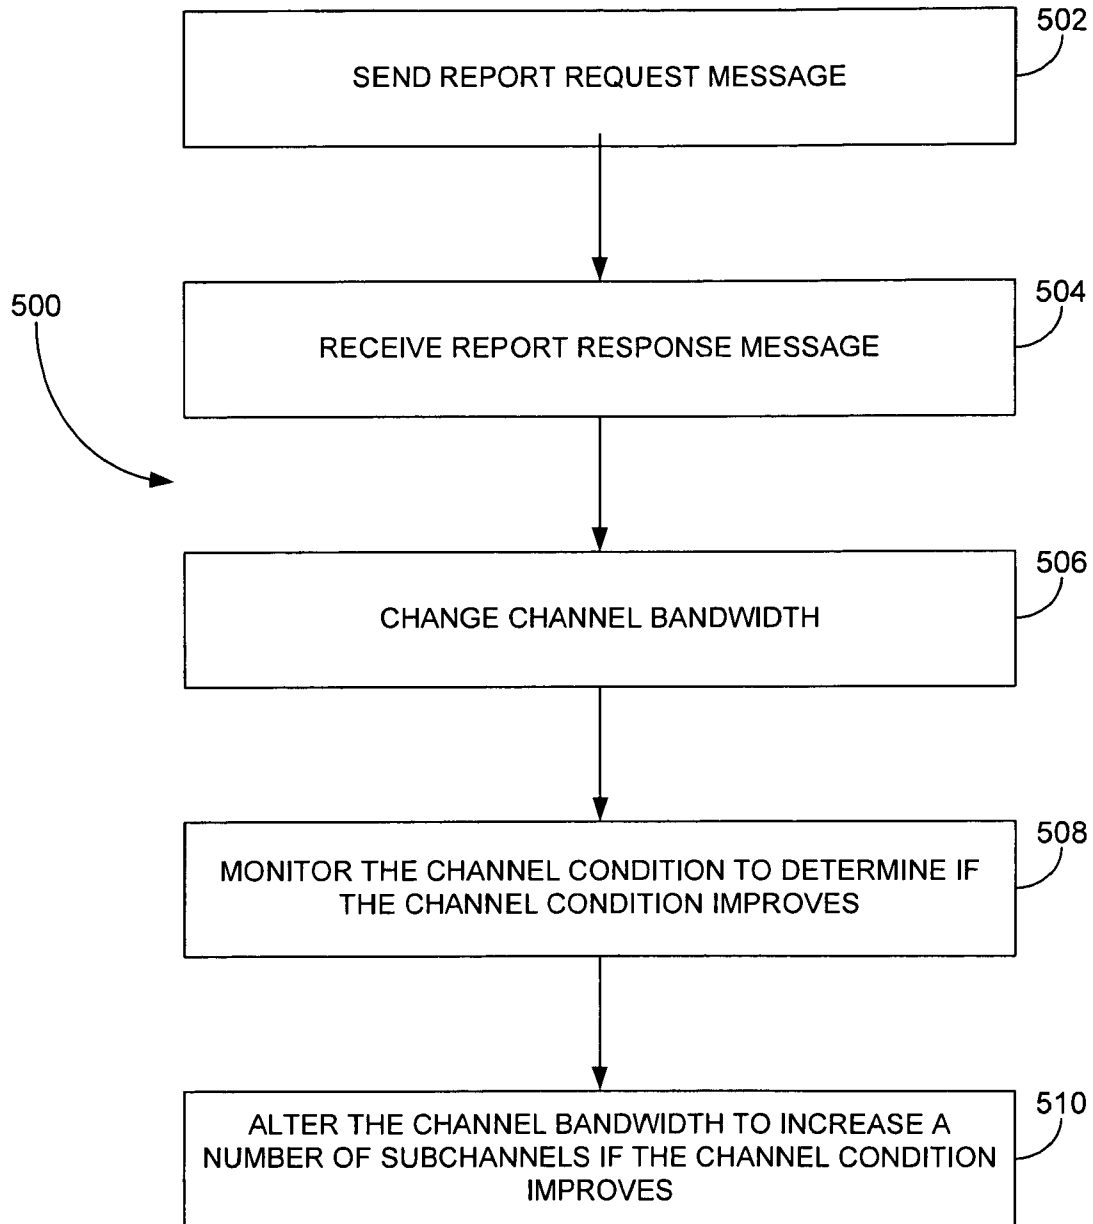 502
SEND REPORT REQUEST MESSAGE
504
500
RECEIVE REPORT RESPONSE MESSAGE
506
CHANGE CHANNEL BANDWIDTH
508
MONITOR THE CHANNEL CONDITION TO DETERMINE IF
THE CHANNEL CONDITION IMPROVES
510
ALTER THE CHANNEL BANDWIDTH TO INCREASE A
NUMBER OF SUBCHANNELS IF THE CHANNEL CONDITION
IMPROVES